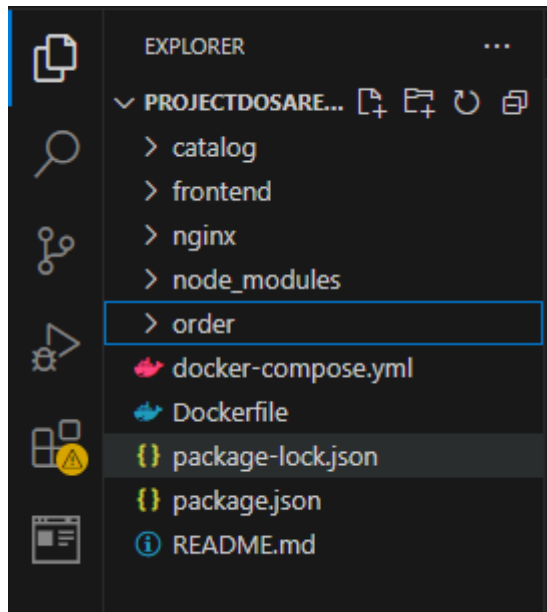 EXPLORER
PROJECTDOSARE...
catalog
frontend
nginx
node_modules
order
docker-compose.yml
Dockerfile
package-lock.json
package.json
README.md